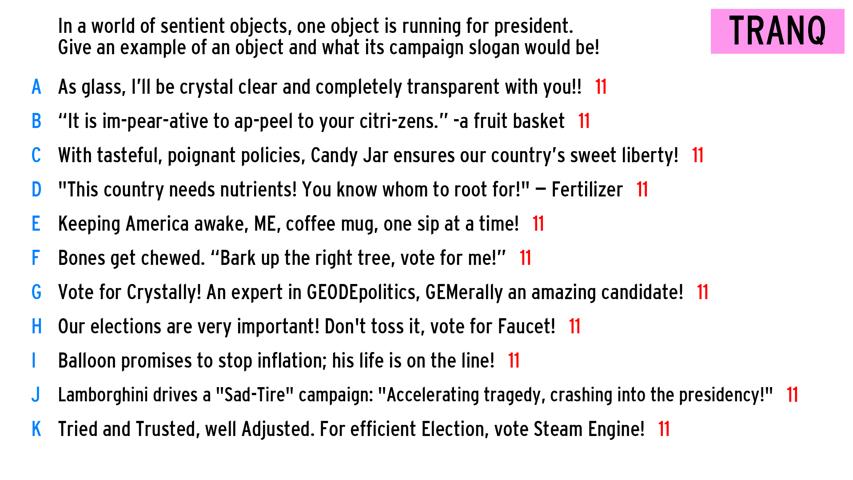 In a world of sentient objects, one object is running for president.
Give an example of an object and what its campaign slogan would be!
TRANQ
A As glass, I'll be crystal clear and completely transparent with you!! 11
B “It is im-pear-ative to ap-peel to your citri-zens.” -a fruit basket 11
C With tasteful, poignant policies, Candy Jar ensures our country’s sweet liberty! 11
D "This country needs nutrients! You know whom to root for!" – Fertilizer 11
E Keeping America awake, ME, coffee mug, one sip at a time! 11
F Bones get chewed. “Bark up the right tree, vote for me!” 11
G Vote for Crystally! An expert in GEODEpolitics, GEMerally an amazing candidate! 11
H Our elections are very important! Don't toss it, vote for Faucet! 11
I Balloon promises to stop inflation; his life is on the line! 11
J Lamborghini drives a "Sad-Tire" campaign: "Accelerating tragedy, crashing into the presidency!" 11
K Tried and Trusted, well Adjusted. For efficient Election, vote Steam Engine! 11